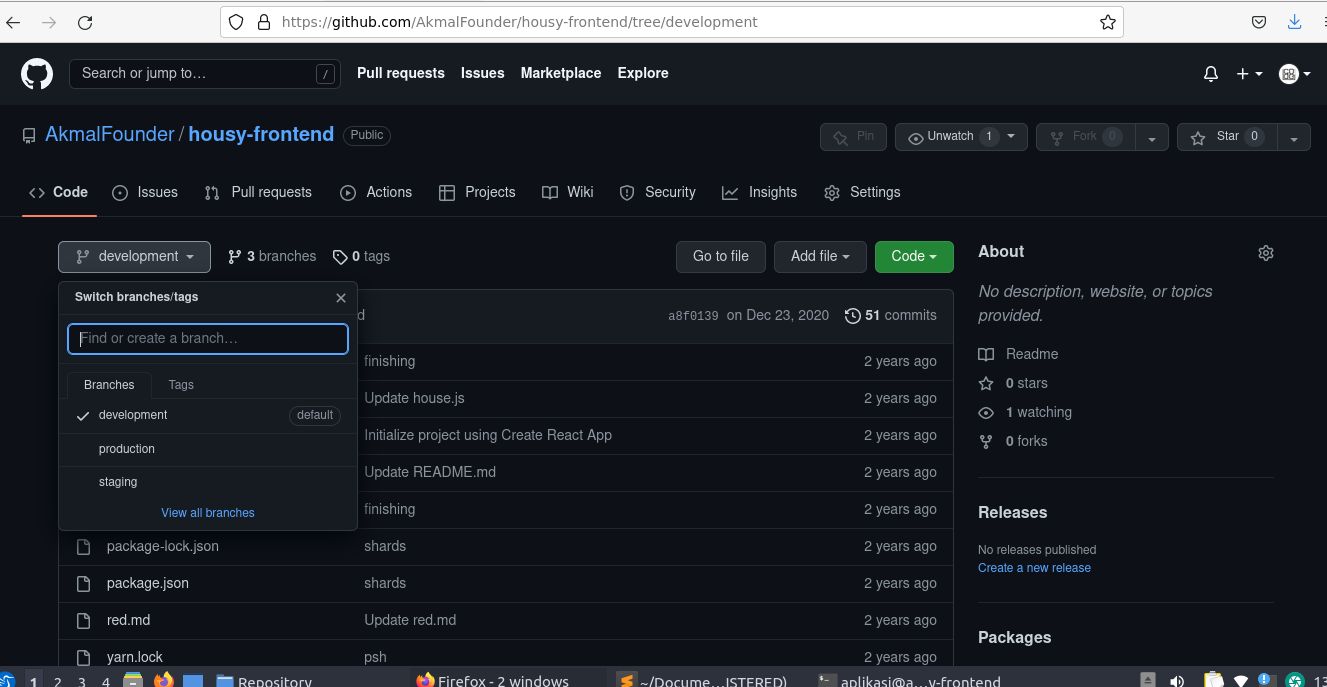 https://github.com/AkmalFounder/housy-frontend/tree/development
Search or jump to… /
Pull requests Issues Marketplace Explore
AkmalFounder / housy-frontend Public
Pin Unwatch 1 Fork 0 Star 0
Code Issues Pull requests Actions Projects Wiki Security Insights Settings
development 3 branches 0 tags Go to file Add file Code
Switch branches/tags
Find or create a branch…
Branches Tags
development default
production
staging
View all branches
d a8f0139 on Dec 23, 2020 51 commits
finishing 2 years ago
Update house.js 2 years ago
Initialize project using Create React App 2 years ago
Update README.md 2 years ago
finishing 2 years ago
package-lock.json shards 2 years ago
package.json shards 2 years ago
red.md Update red.md 2 years ago
yarn.lock psh 2 years ago
About
No description, website, or topics
provided.
Readme
0 stars
1 watching
0 forks
Releases
No releases published
Create a new release
Packages
1 2 3 4 Repository Firefox - 2 windows ~/Docume...ISTERED) aplikasi@a...y-frontend 13